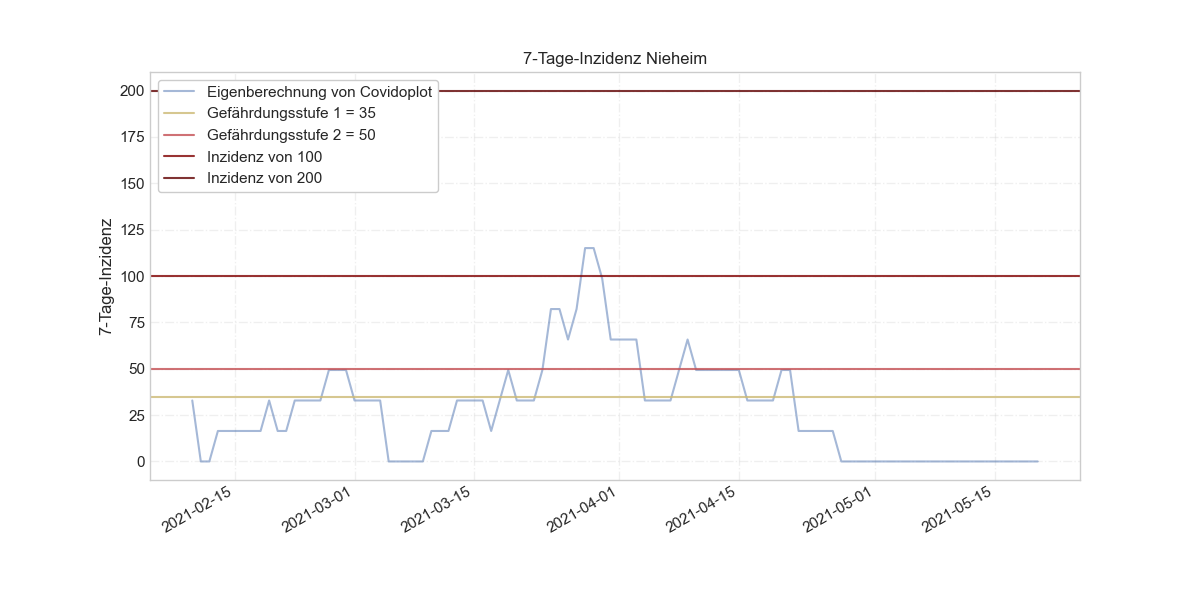 7-Tage-Inzidenz Nieheim
Eigenberechnung von Covidoplot
Gefährdungsstufe 1 = 35
Gefährdungsstufe 2 = 50
Inzidenz von 100
Inzidenz von 200
7-Tage-Inzidenz
200
175
150
125
100
75
50
25
0
2021-02-15
2021-03-01
2021-03-15
2021-04-01
2021-04-15
2021-05-01
2021-05-15